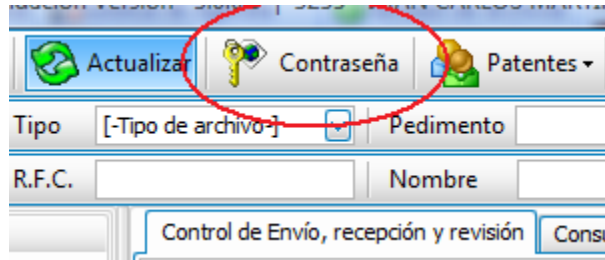 Actualizar Contraseña Patentes
Tipo [-Tipo de archivo-] Pedimento
R.F.C. Nombre
Control de Envío, recepción y revisión